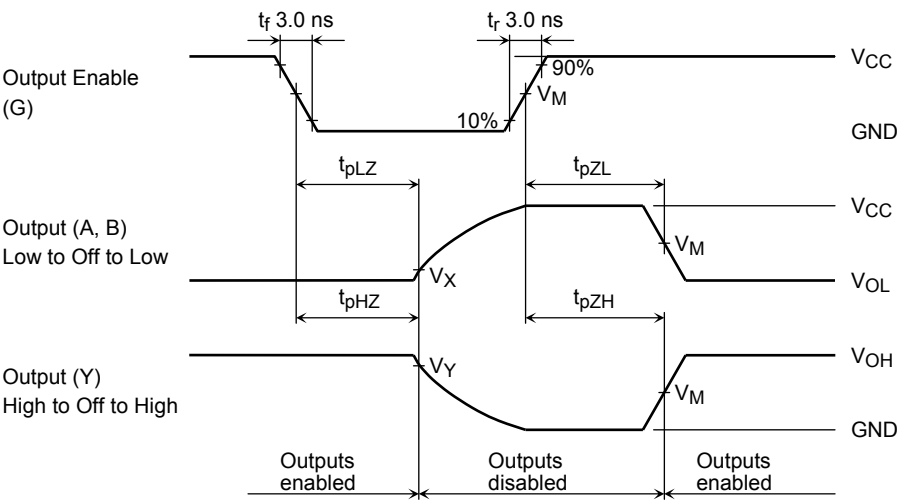 tf 3.0 ns
tr 3.0 ns
Output Enable
(G)
90%
VM
10%
VCC
GND
tpLZ
tpZL
Output (A, B)
Low to Off to Low
VX
VM
VCC
VOL
tpHZ
tpZH
Output (Y)
High to Off to High
VY
VM
VOH
GND
Outputs
enabled
Outputs
disabled
Outputs
enabled